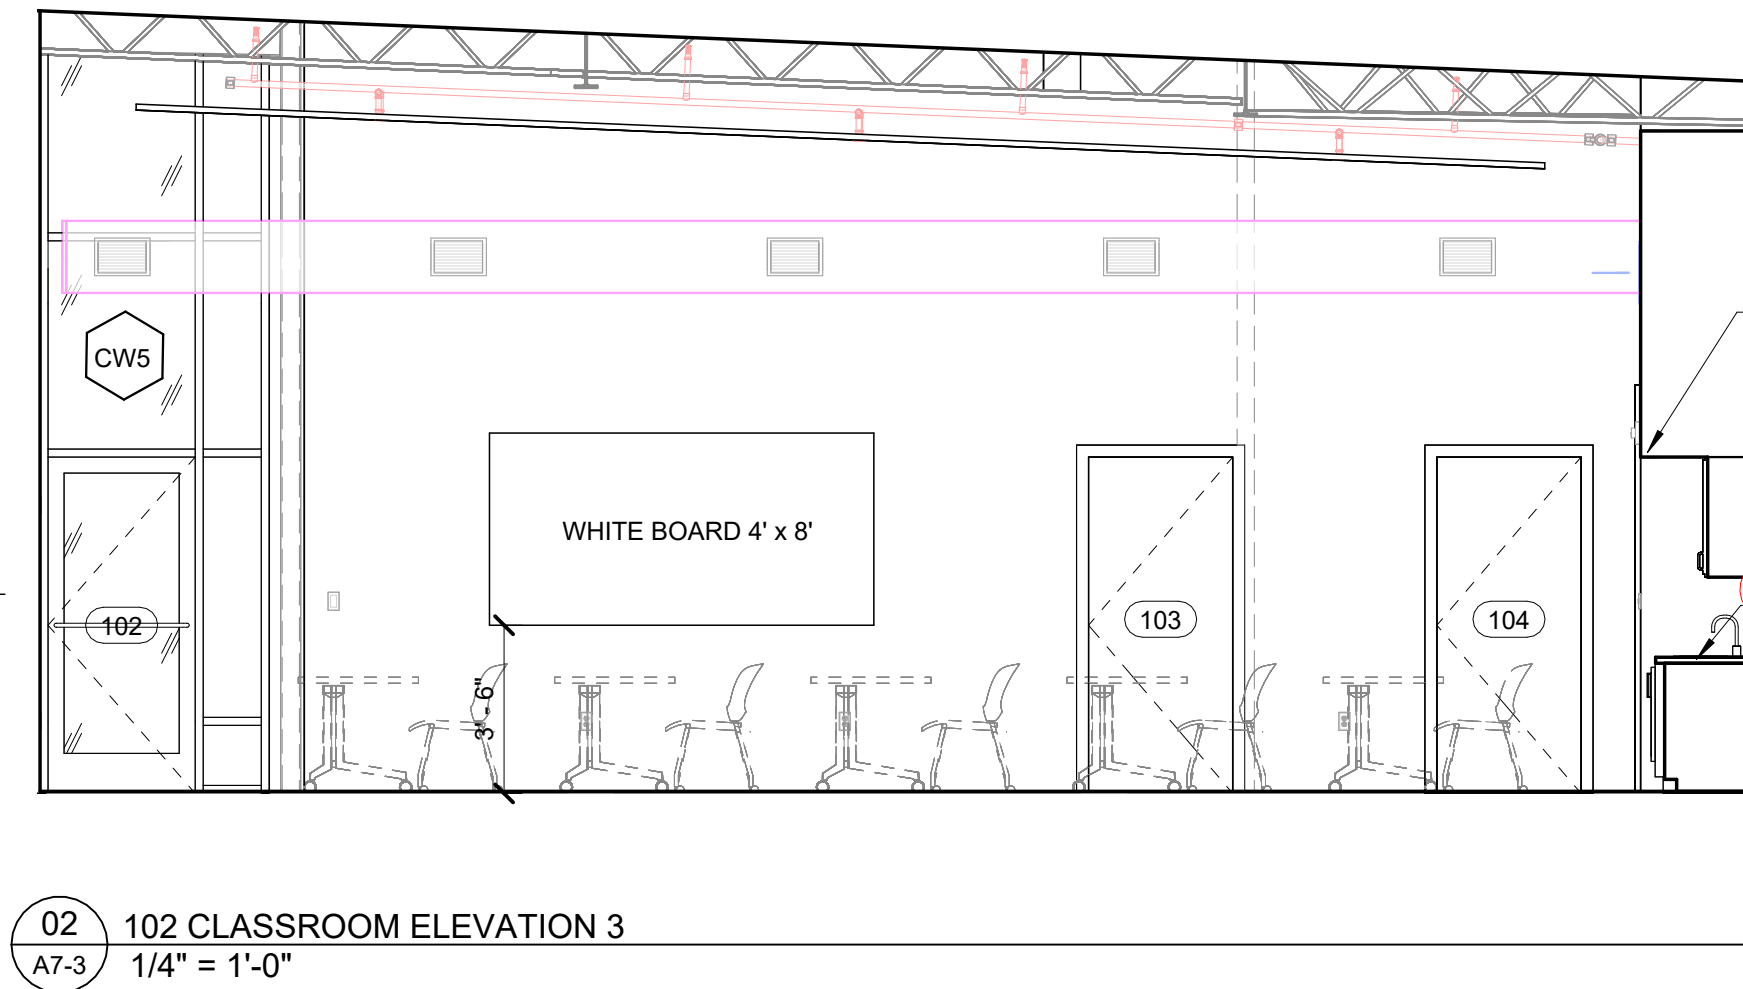 CW5
WHITE BOARD 4' x 8'
102
103
104
3' - 6"
02
102 CLASSROOM ELEVATION 3
A7-3
1/4" = 1'-0"